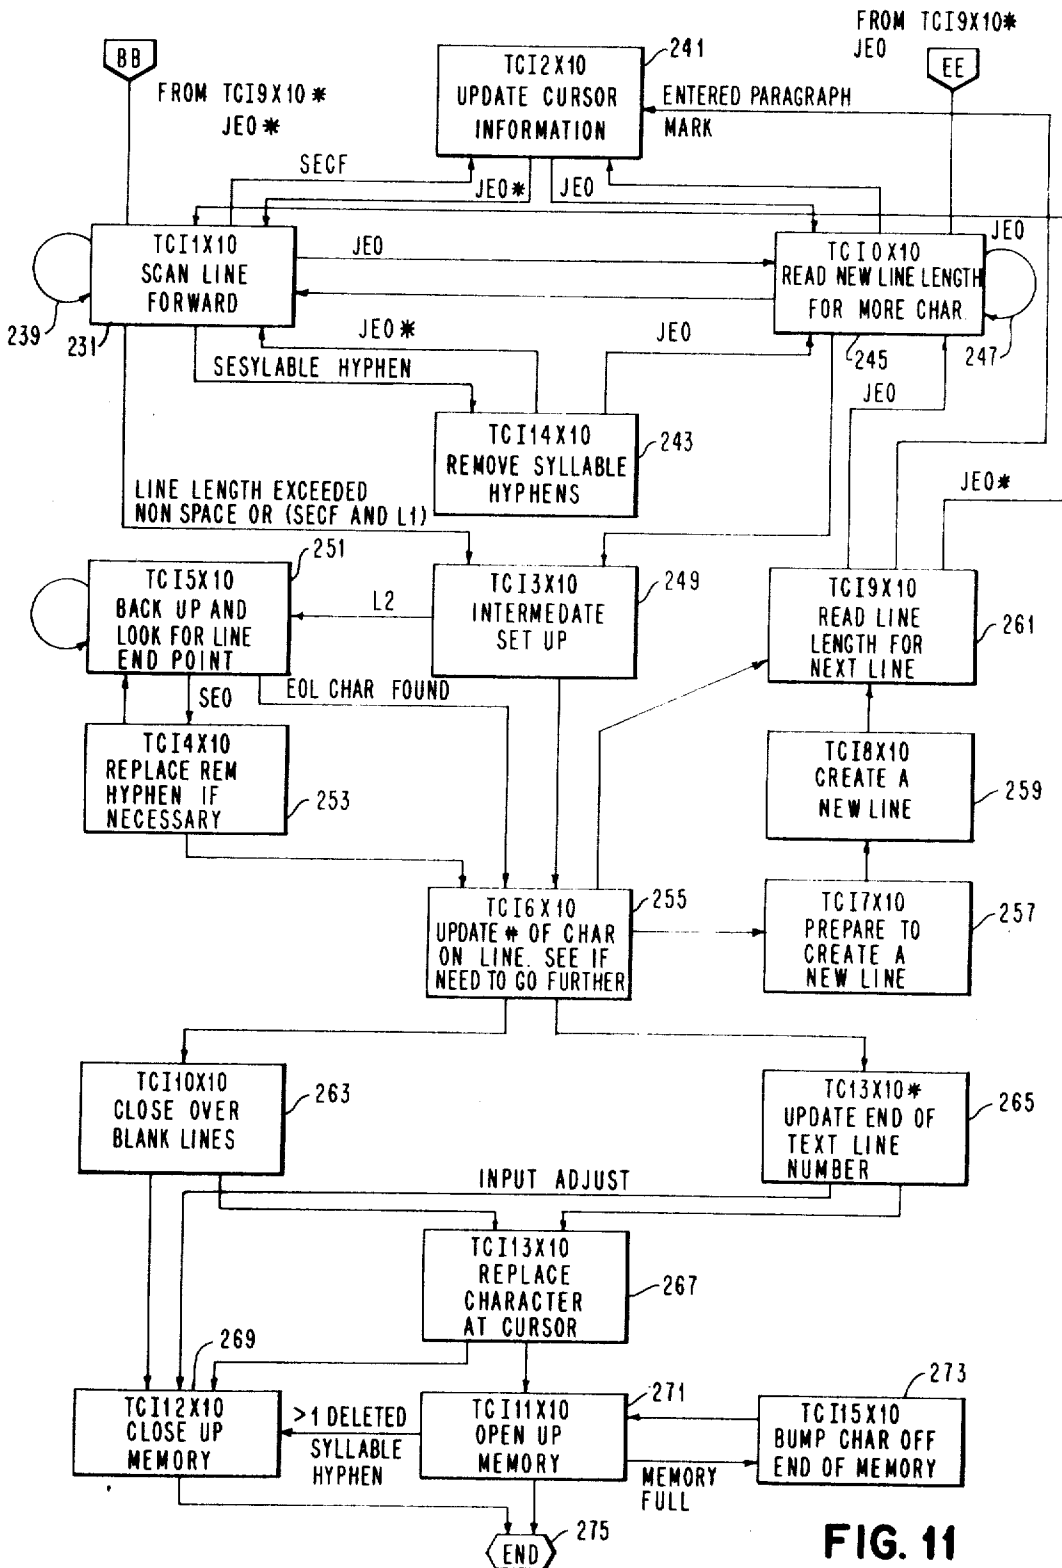 BB
FROM TCI9X10*
JEO*
TCI2X10
UPDATE CURSOR
INFORMATION
241
FROM TCI9X10*
JEO
EE
ENTERED PARAGRAPH
MARK
SECF
JEO*
JEO
TCI1X10
SCAN LINE
FORWARD
239
231
JEO
TCI0X10
READ NEW LINE LENGTH
FOR MORE CHAR.
JEO
245
247
JEO*
JEO
SESYLABLE HYPHEN
JEO
TCI14X10
REMOVE SYLLABLE
HYPHENS
243
LINE LENGTH EXCEEDED
NON SPACE OR (SECF AND L1)
JEO*
251
TCI5X10
BACK UP AND
LOOK FOR LINE
END POINT
L2
TCI3X10
INTERMEDATE
SET UP
249
TCI9X10
READ LINE
LENGTH FOR
NEXT LINE
261
SEO
EOL CHAR FOUND
TCI4X10
REPLACE REM
HYPHEN IF
NECESSARY
253
TCI8X10
CREATE A
NEW LINE
259
TCI6X10
UPDATE # OF CHAR
ON LINE. SEE IF
NEED TO GO FURTHER
255
TCI7X10
PREPARE TO
CREATE A
NEW LINE
257
TCI10X10
CLOSE OVER
BLANK LINES
263
TC13X10*
UPDATE END OF
TEXT LINE
NUMBER
265
INPUT ADJUST
TCI13X10
REPLACE
CHARACTER
AT CURSOR
267
269
TCI12X10
CLOSE UP
MEMORY
>1 DELETED
SYLLABLE
HYPHEN
TCI11X10
OPEN UP
MEMORY
271
MEMORY
FULL
273
TCI15X10
BUMP CHAR OFF
END OF MEMORY
END
275
FIG. 11